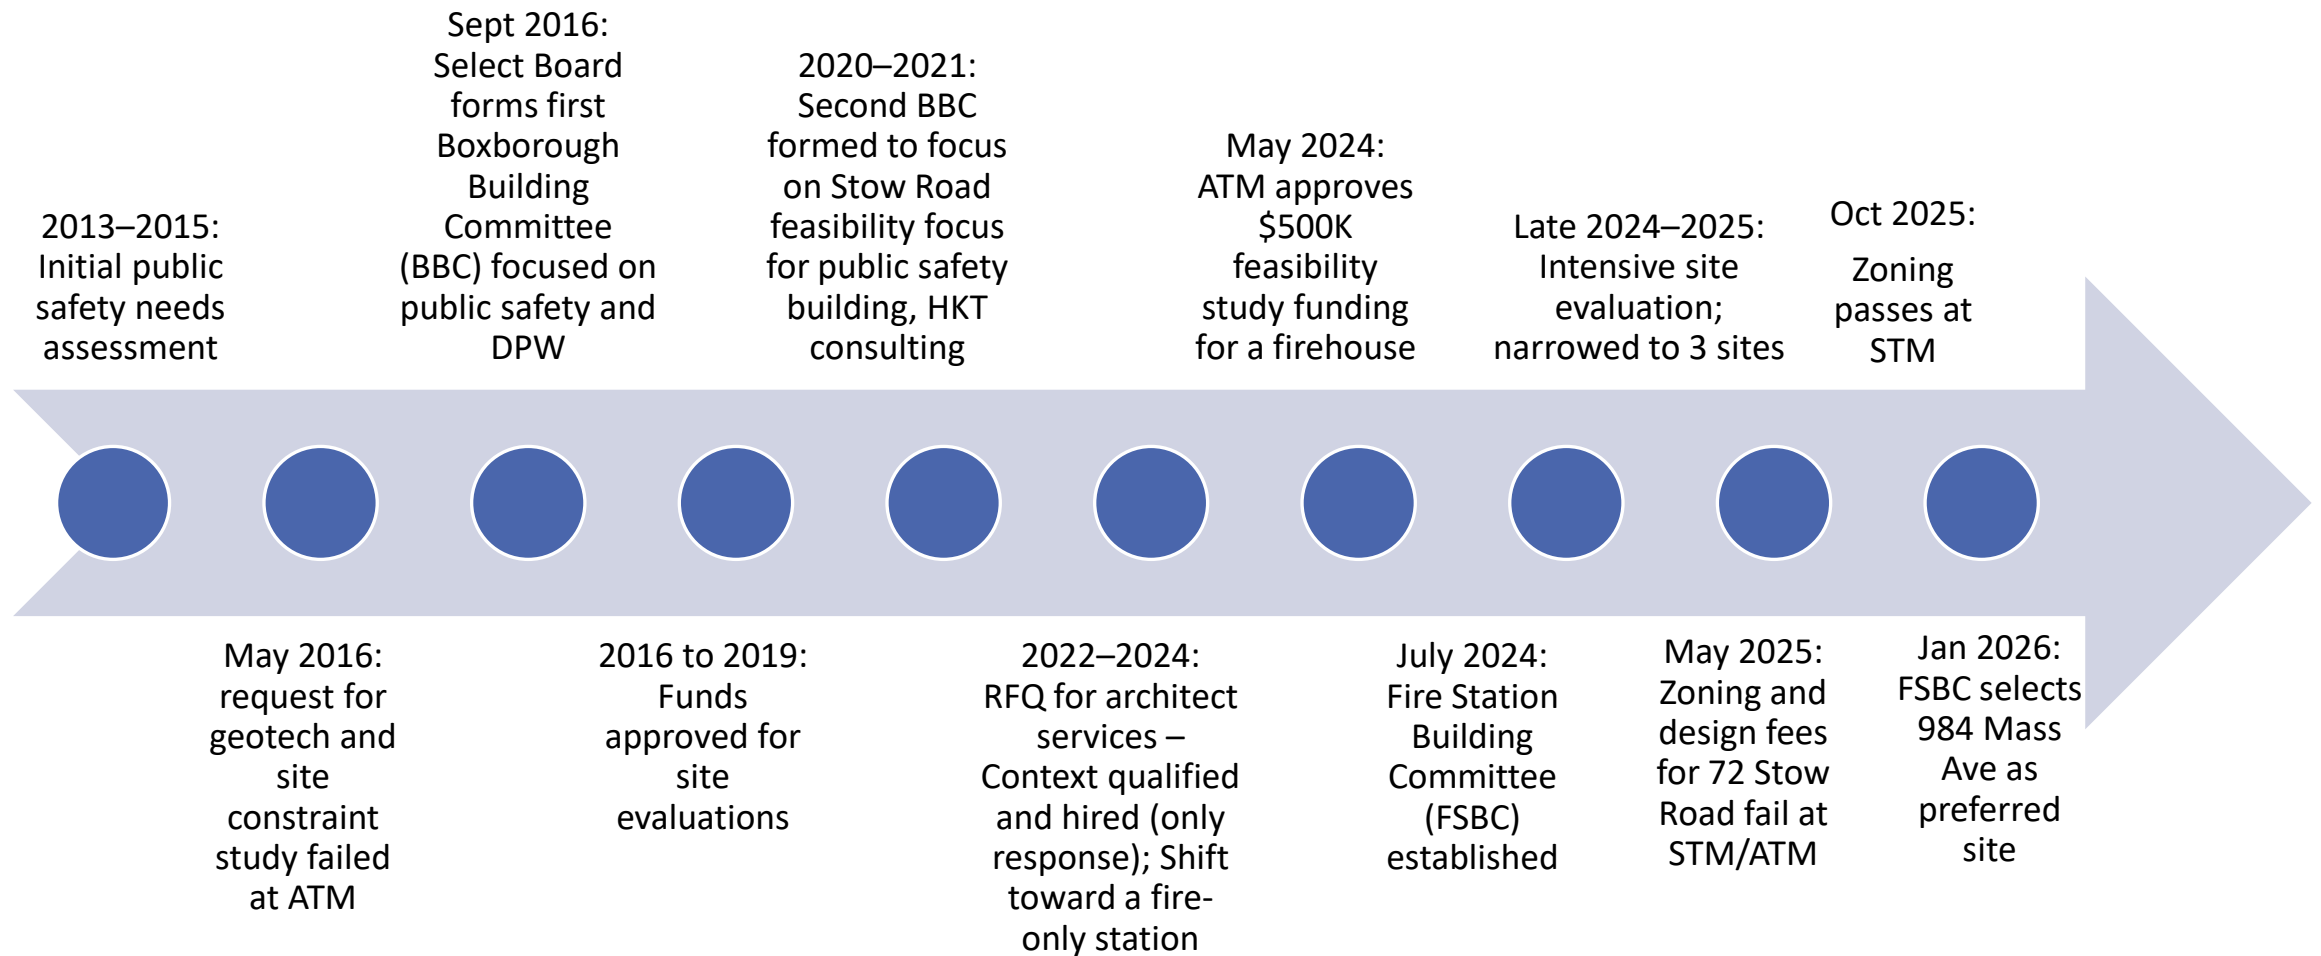 2013–2015:
Initial public
safety needs
assessment
May 2016:
request for
geotech and
site
constraint
study failed
at ATM
Sept 2016:
Select Board
forms first
Boxborough
Building
Committee
(BBC) focused on
public safety and
DPW
2016 to 2019:
Funds
approved for
site
evaluations
2020–2021:
Second BBC
formed to focus
on Stow Road
feasibility focus
for public safety
building, HKT
consulting
2022–2024:
RFQ for architect
services –
Context qualified
and hired (only
response); Shift
toward a fire-
only station
May 2024:
ATM approves
$500K
feasibility
study funding
for a firehouse
July 2024:
Fire Station
Building
Committee
(FSBC)
established
Late 2024–2025:
Intensive site
evaluation;
narrowed to 3 sites
May 2025:
Zoning and
design fees
for 72 Stow
Road fail at
STM/ATM
Oct 2025:
Zoning
passes at
STM
Jan 2026:
FSBC selects
984 Mass
Ave as
preferred
site